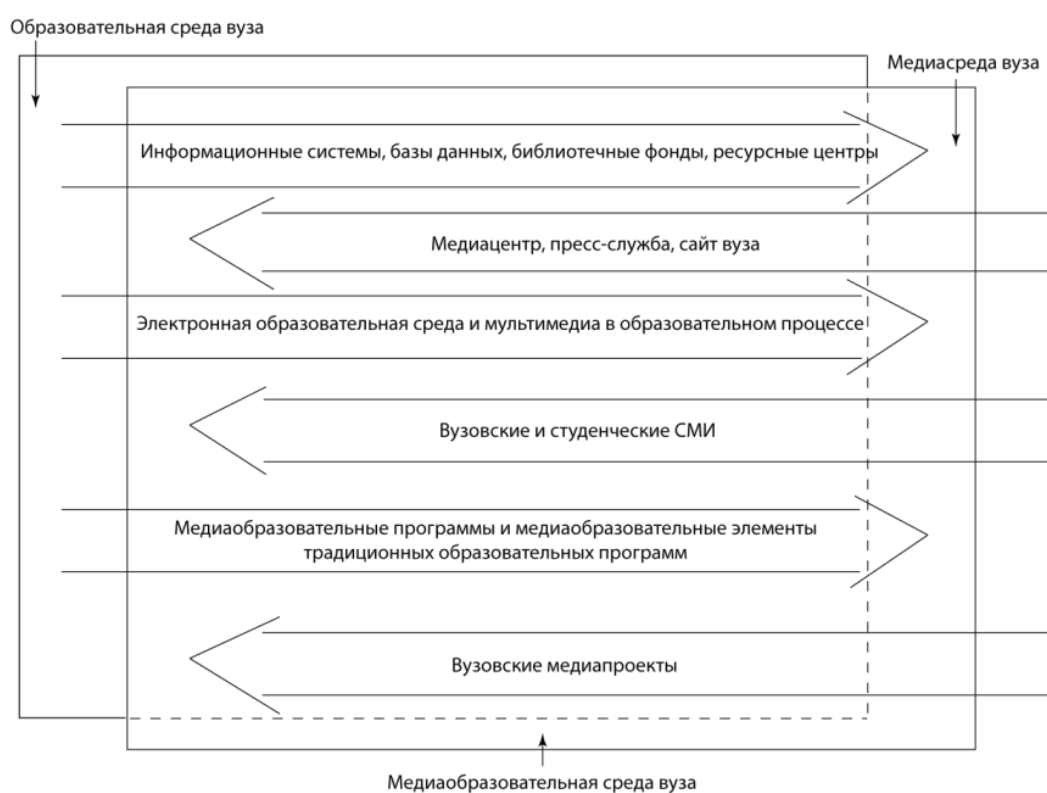 Образовательная среда вуза
Медиасреда вуза
Информационные системы, базы данных, библиотечные фонды, ресурсные центры
Медиацентр, пресс-служба, сайт вуза
Электронная образовательная среда и мультимедиа в образовательном процессе
Вузовские и студенческие СМИ
Медиаобразовательные программы и медиаобразовательные элементы
традиционных образовательных программ
Вузовские медиапроекты
Медиаобразовательная среда вуза